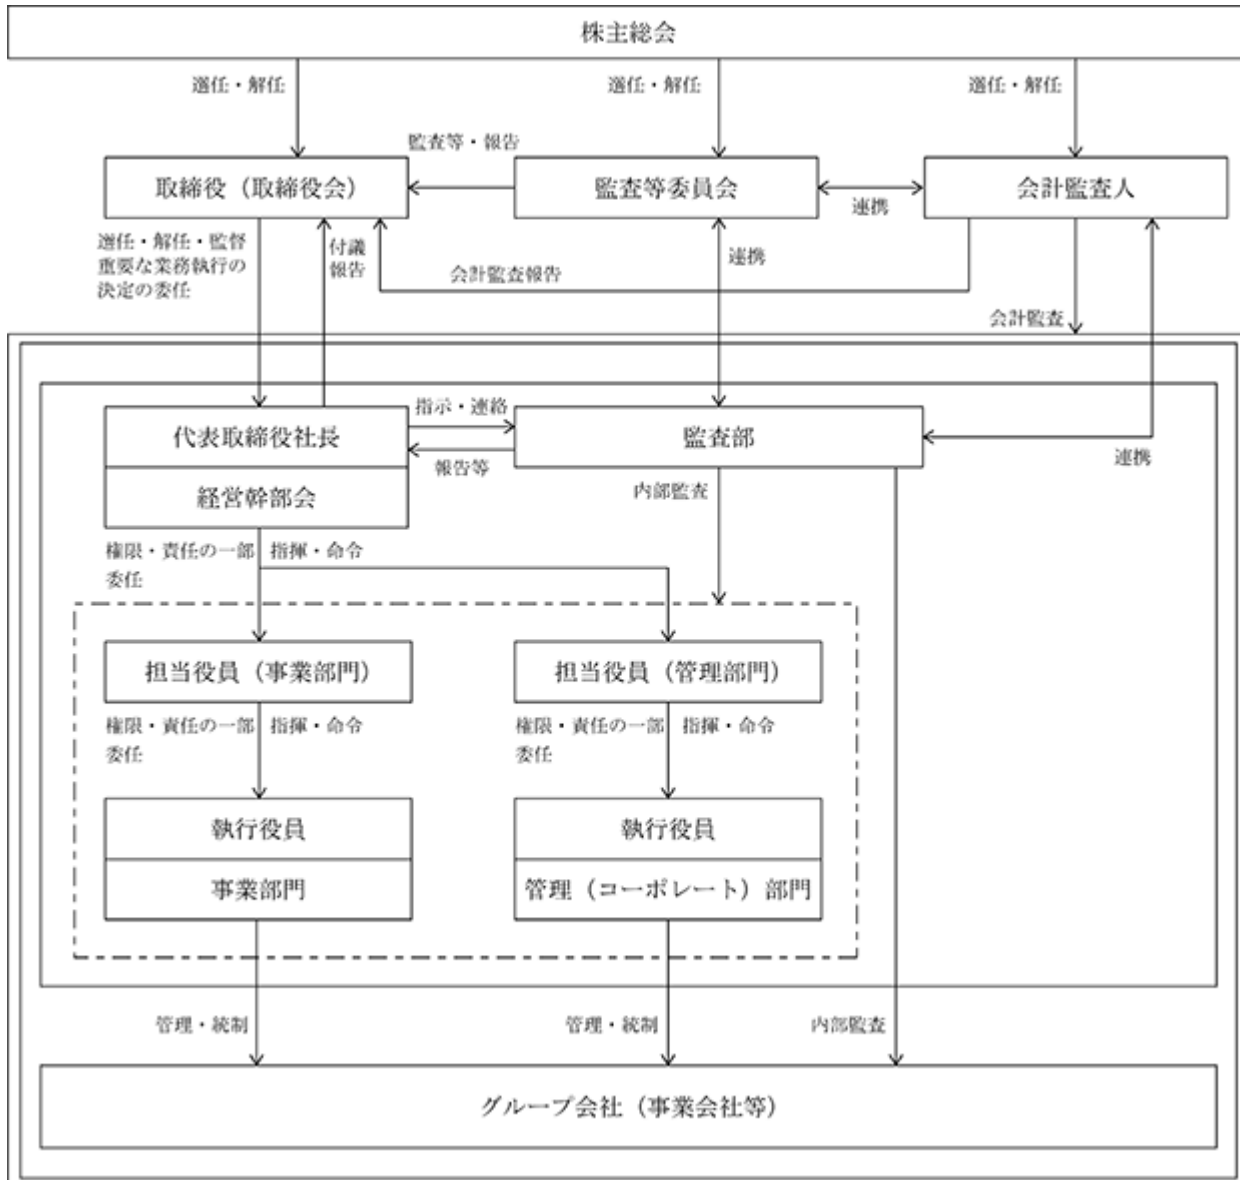 株主総会
選任・解任
選任・解任
選任・解任
監査等・報告
取締役（取締役会）
監査等委員会
会計監査人
連携
選任・解任・監督
重要な業務執行の
決定の委任
付議
報告
連携
会計監査報告
会計監査
代表取締役社長
指示・連絡
監査部
報告等
連携
経営幹部会
内部監査
権限・責任の一部
委任
指揮・命令
担当役員（事業部門）
担当役員（管理部門）
権限・責任の一部
委任
指揮・命令
権限・責任の一部
委任
指揮・命令
執行役員
執行役員
事業部門
管理（コーポレート）部門
管理・統制
管理・統制
内部監査
グループ会社（事業会社等）